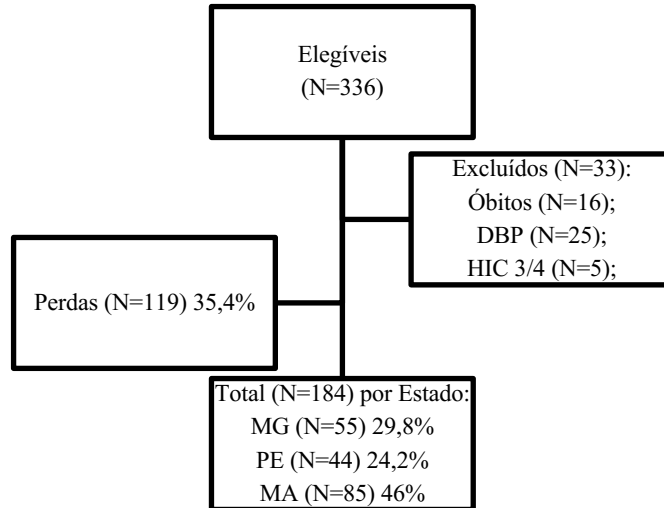 Elegíveis
(N=336)
Excluídos (N=33):
Óbitos (N=16);
DBP (N=25);
HIC 3/4 (N=5);
Perdas (N=119) 35,4%
Total (N=184) por Estado:
MG (N=55) 29,8%
PE (N=44) 24,2%
MA (N=85) 46%